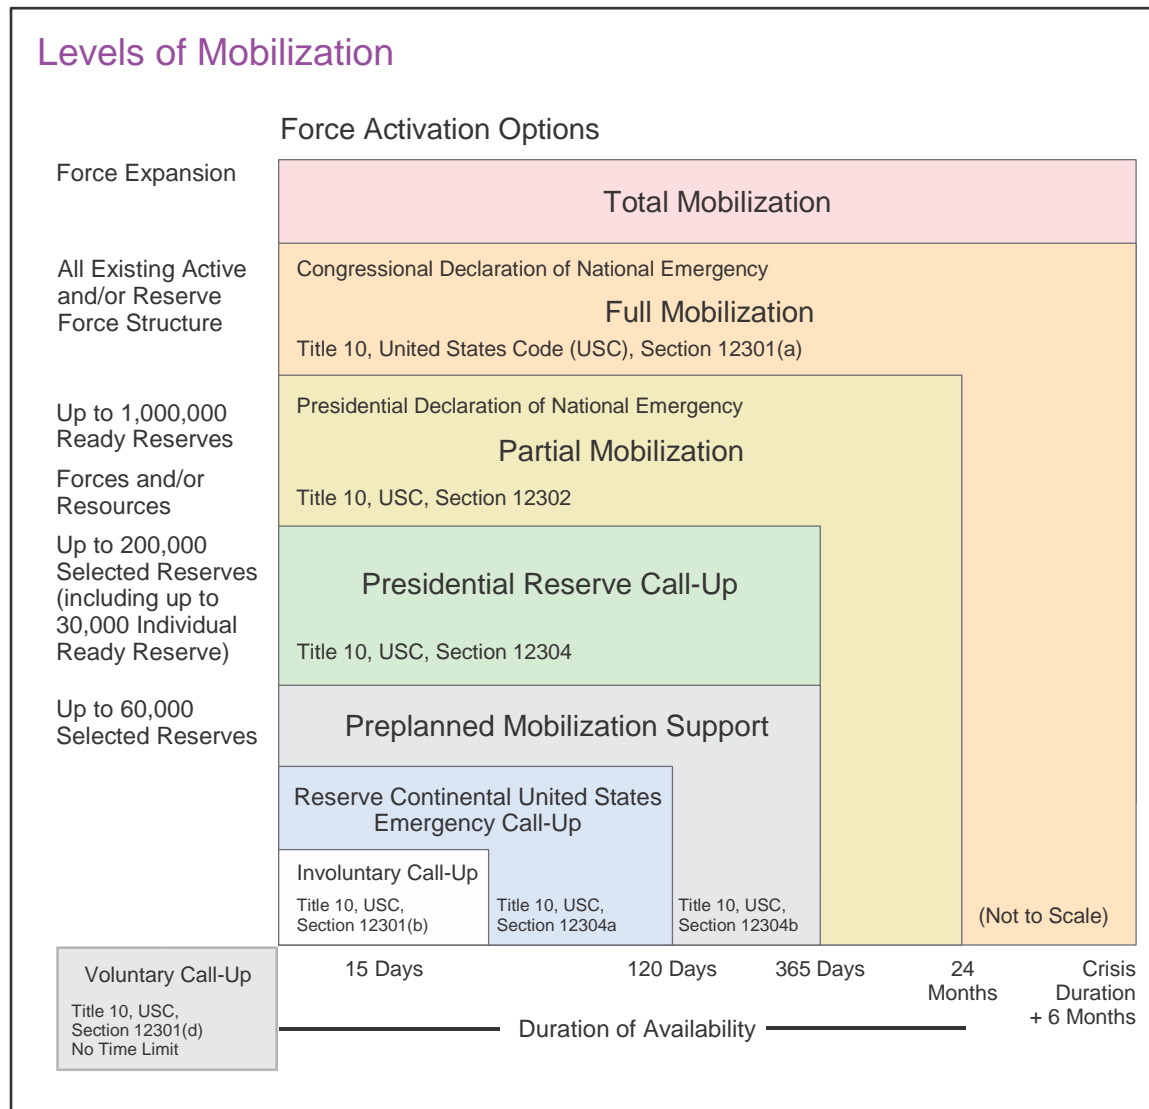 Levels of Mobilization
Force Activation Options
Force Expansion
Total Mobilization
All Existing Active
and/or Reserve
Force Structure
Congressional Declaration of National Emergency
Full Mobilization
Title 10, United States Code (USC), Section 12301(a)
Up to 1,000,000
Ready Reserves
Forces and/or
Resources
Presidential Declaration of National Emergency
Partial Mobilization
Title 10, USC, Section 12302
Up to 200,000
Selected Reserves
(including up to
30,000 Individual
Ready Reserve)
Presidential Reserve Call-Up
Title 10, USC, Section 12304
Up to 60,000
Selected Reserves
Preplanned Mobilization Support
Reserve Continental United States
Emergency Call-Up
Involuntary Call-Up
Title 10, USC,
Section 12301(b)
Title 10, USC,
Section 12304a
Title 10, USC,
Section 12304b
(Not to Scale)
Voluntary Call-Up
Title 10, USC,
Section 12301(d)
No Time Limit
15 Days
120 Days
365 Days
24
Months
Crisis
Duration
+ 6 Months
Duration of Availability